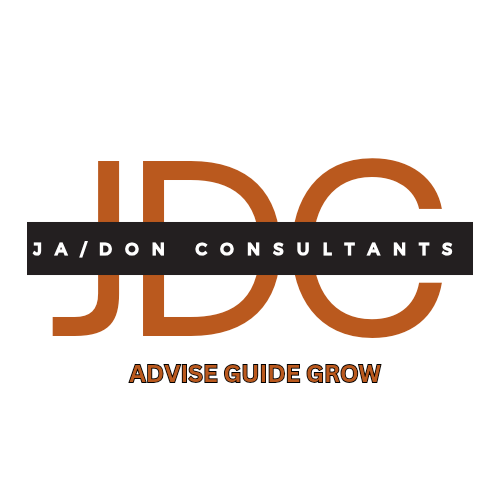 JDC
JA/DON CONSULTANTS
ADVISE GUIDE GROW